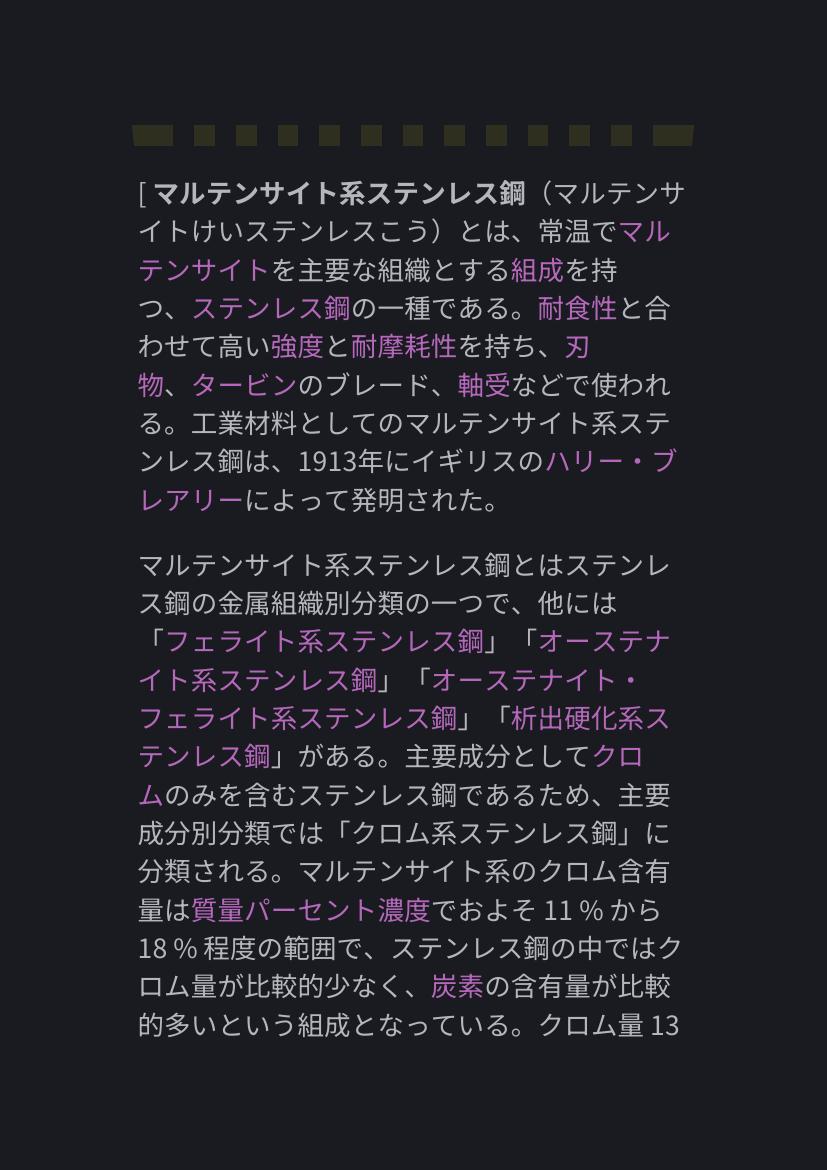 [ マルテンサイト系ステンレス鋼（マルテンサ
イトけいステンレスこう）とは、常温でマル
テンサイトを主要な組織とする組成を持
つ、ステンレス鋼の一種である。耐食性と合
わせて高い強度と耐摩耗性を持ち、刃
物、タービンのブレード、軸受などで使われ
る。工業材料としてのマルテンサイト系ステ
ンレス鋼は、1913年にイギリスのハリー・ブ
レアリーによって発明された。
マルテンサイト系ステンレス鋼とはステンレ
ス鋼の金属組織別分類の一つで、他には
「フェライト系ステンレス鋼」「オーステナ
イト系ステンレス鋼」「オーステナイト・
フェライト系ステンレス鋼」「析出硬化系ス
テンレス鋼」がある。主要成分としてクロ
ムのみを含むステンレス鋼であるため、主要
成分別分類では「クロム系ステンレス鋼」に
分類される。マルテンサイト系のクロム含有
量は質量パーセント濃度でおよそ 11 % から
18 % 程度の範囲で、ステンレス鋼の中ではク
ロム量が比較的少なく、炭素の含有量が比較
的多いという組成となっている。クロム量 13